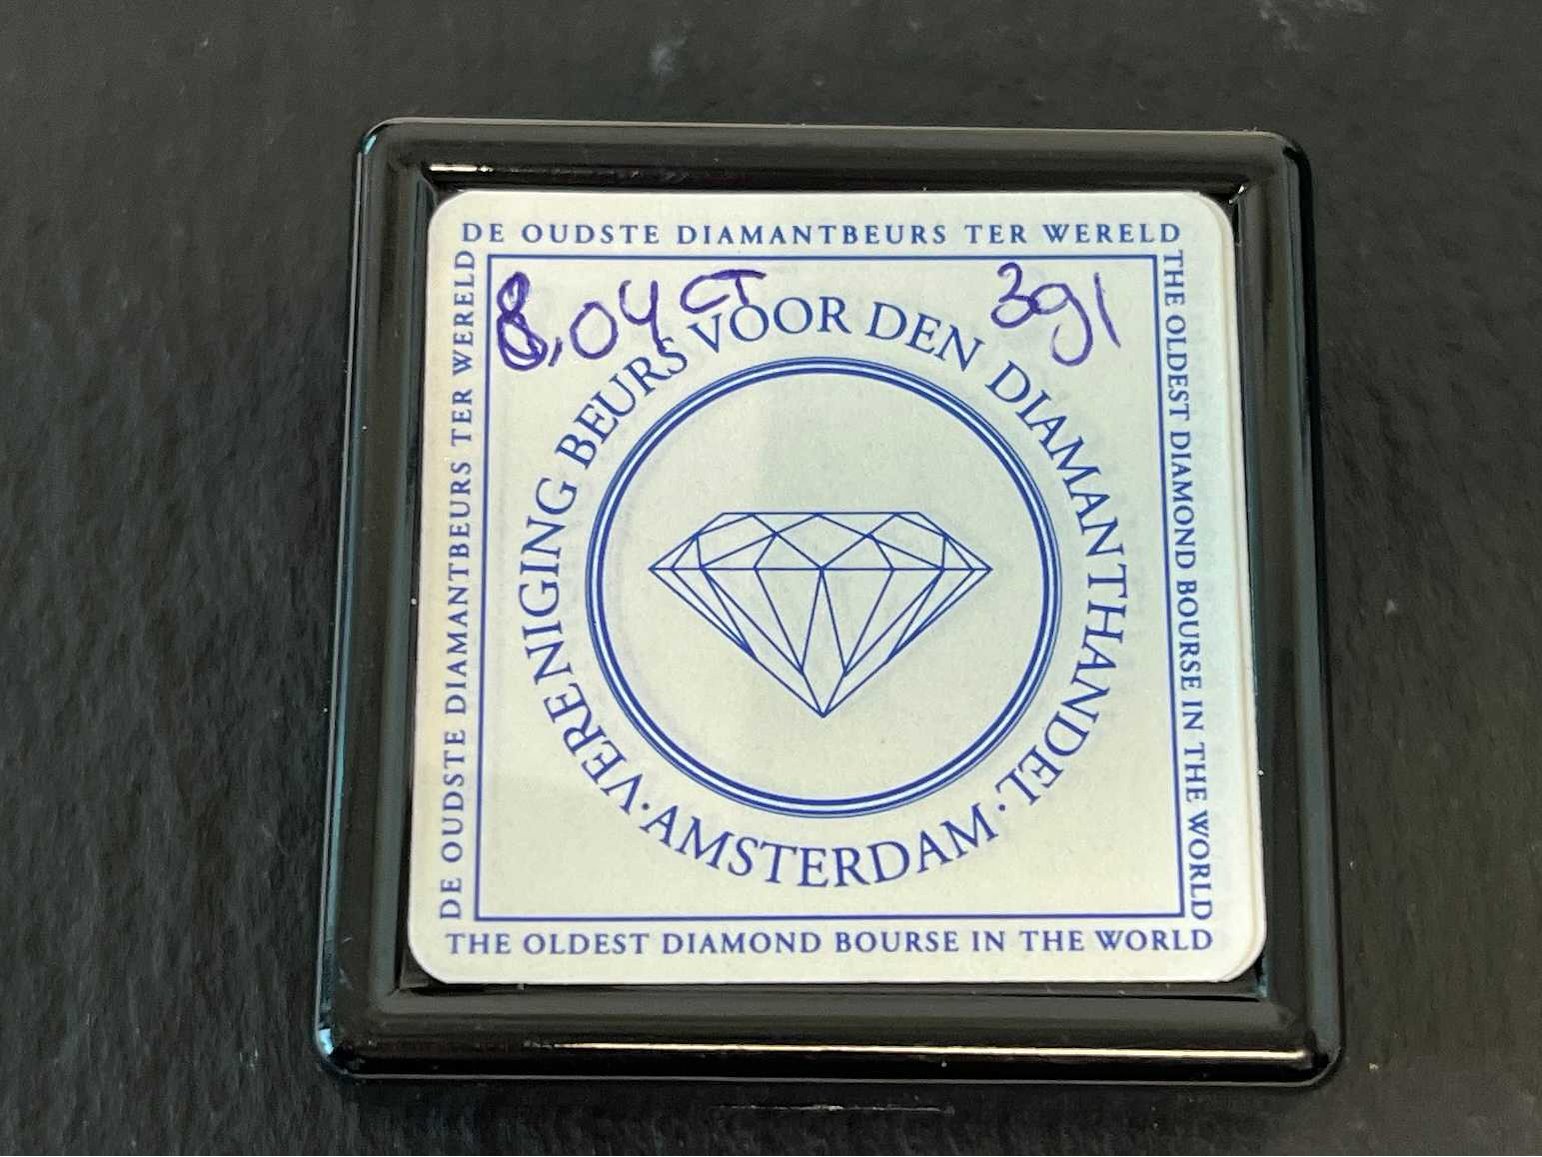 DE OUDSTE DIAMANTBEURS TER WERELD
8,04 CT
391
DE OUDSTE DIAMANTBEURS TER WERELD
THE OLDEST DIAMOND BOURSE IN THE WORLD
VERENIGING BEURS VOOR DEN DIAMANTHANDEL · AMSTERDAM ·
THE OLDEST DIAMOND BOURSE IN THE WORLD